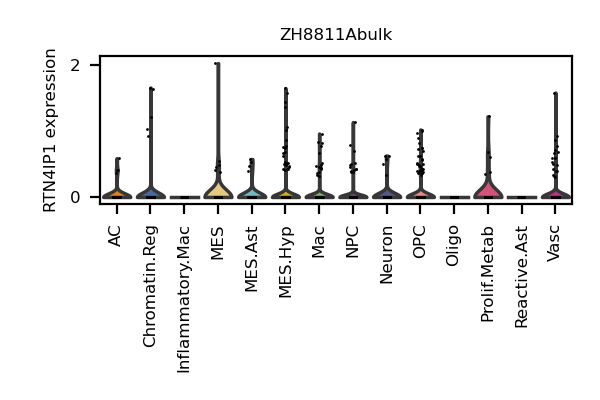 ZH8811Abulk
RTN4IP1 expression
2
0
AC
Chromatin.Reg
Inflammatory.Mac
MES
MES.Ast
MES.Hyp
Mac
NPC
Neuron
OPC
Oligo
Prolif.Metab
Reactive.Ast
Vasc